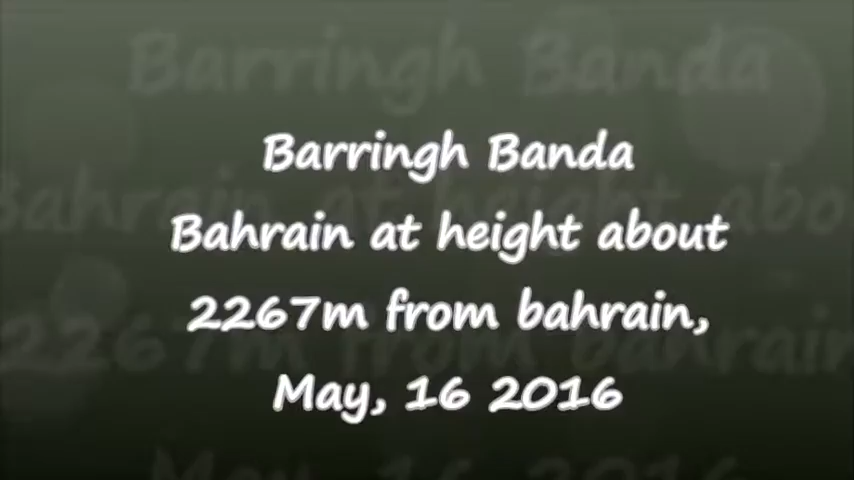 Barringh Banda
Bahrain at height about
2267m from bahrain,
May, 16 2016